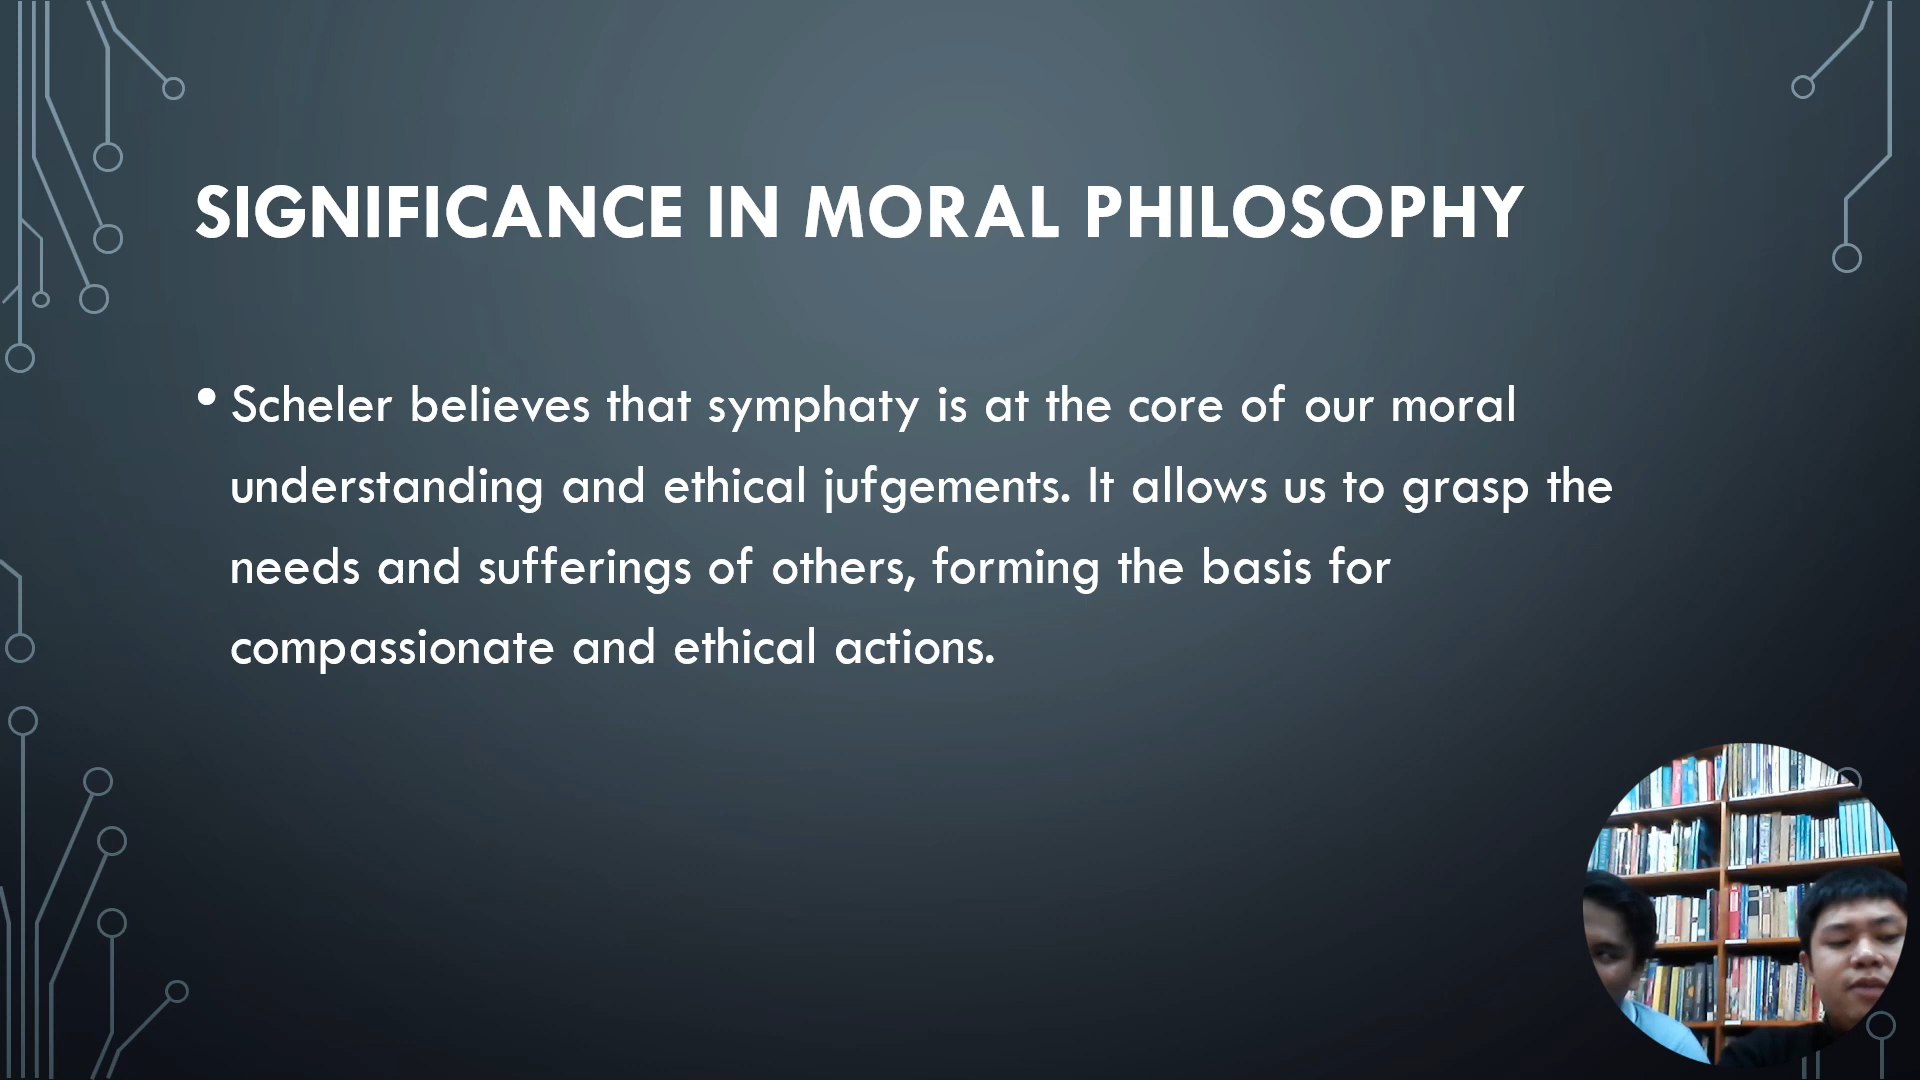 SIGNIFICANCE IN MORAL PHILOSOPHY
• Scheler believes that symphaty is at the core of our moral
understanding and ethical jufgements. It allows us to grasp the
needs and sufferings of others, forming the basis for
compassionate and ethical actions.